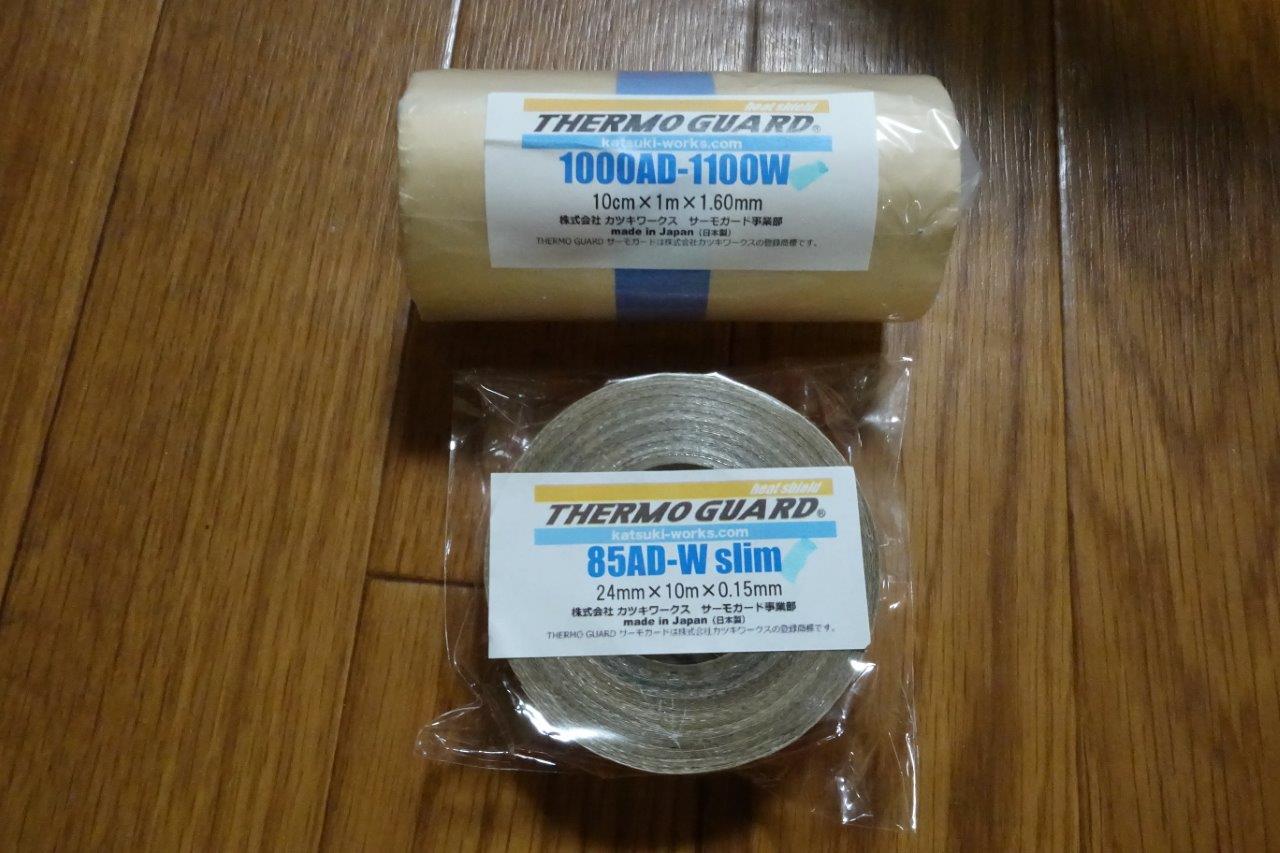 heat shield
THERMO GUARD®
katsuki-works.com
1000AD-1100W
10cm×1m×1.60mm
株式会社 カツキワークス サーモガード事業部
made in Japan (日本製)
THERMO GUARD サーモガードは株式会社カツキワークスの登録商標です。
heat shield
THERMO GUARD®
katsuki-works.com
85AD-W slim
24mm×10m×0.15mm
株式会社 カツキワークス サーモガード事業部
made in Japan (日本製)
THERMO GUARD サーモガードは株式会社カツキワークスの登録商標です。